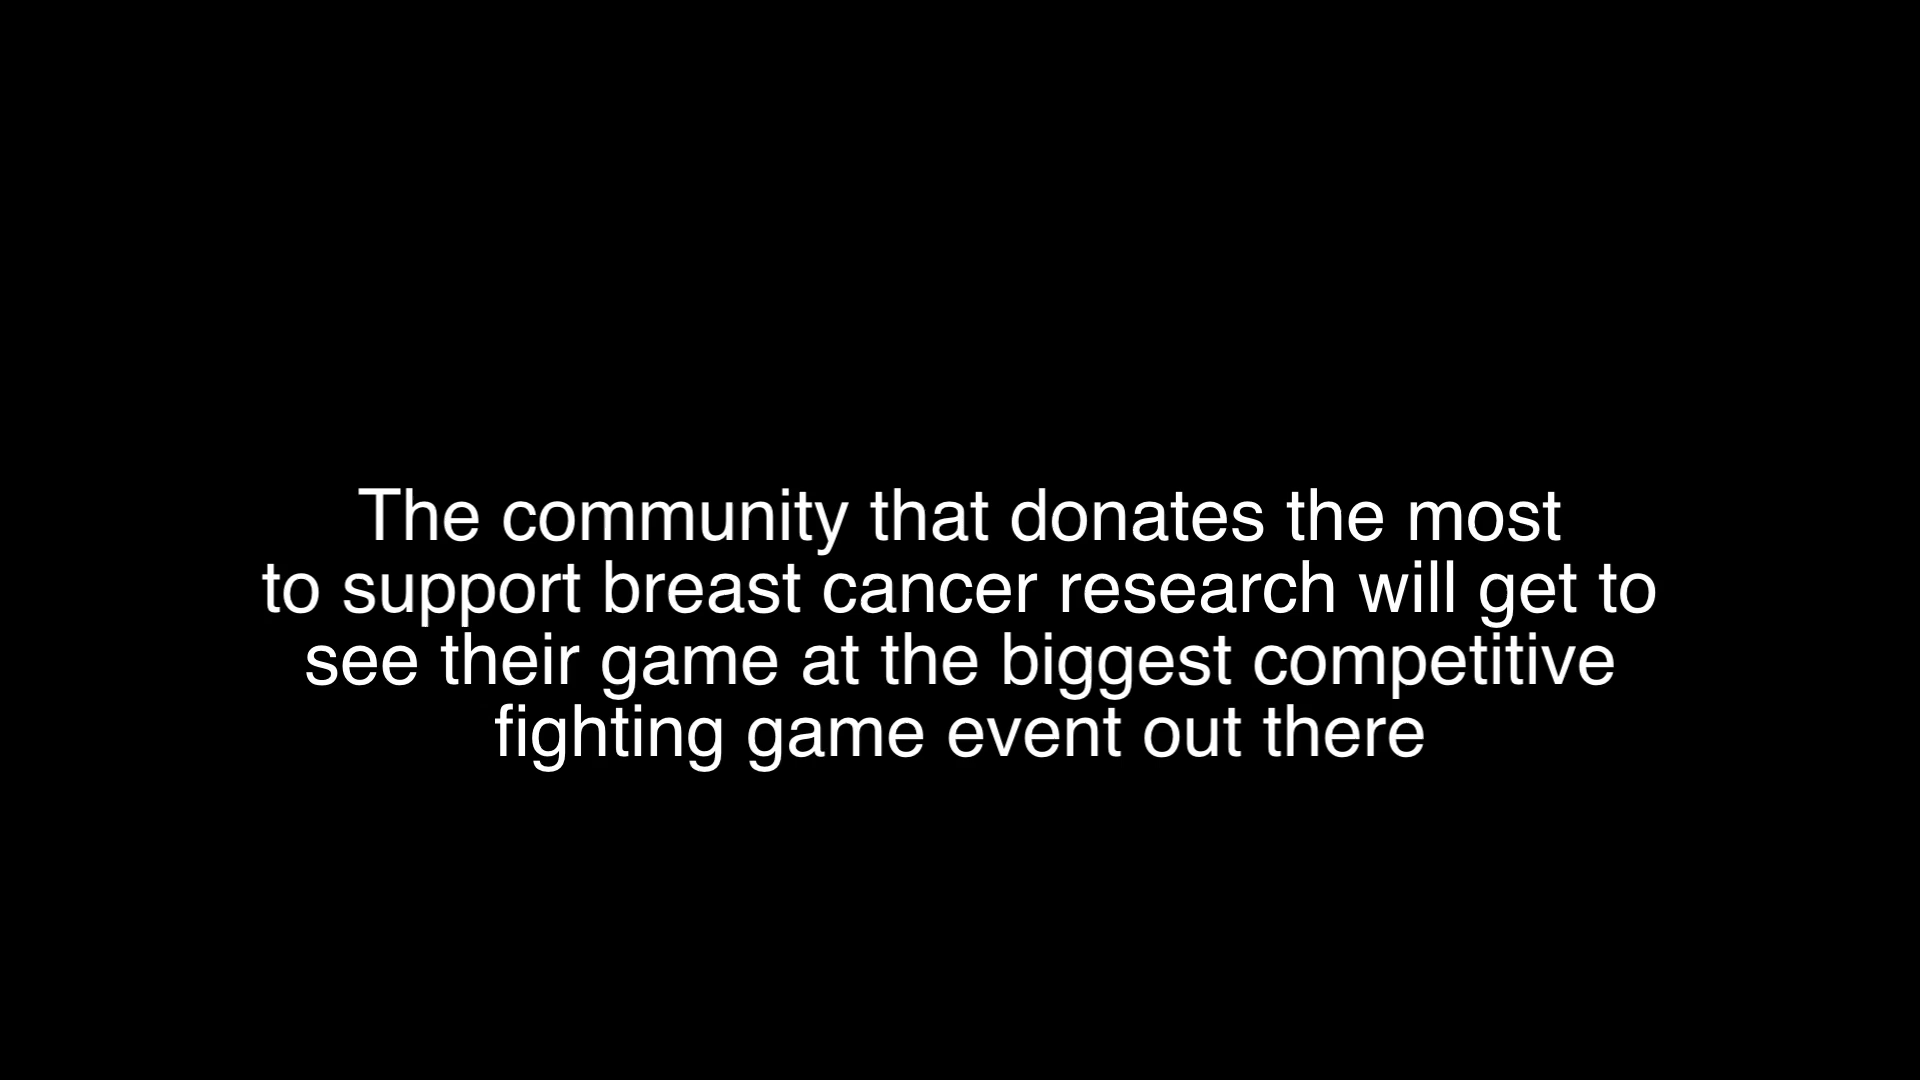 The community that donates the most
to support breast cancer research will get to
see their game at the biggest competitive
fighting game event out there